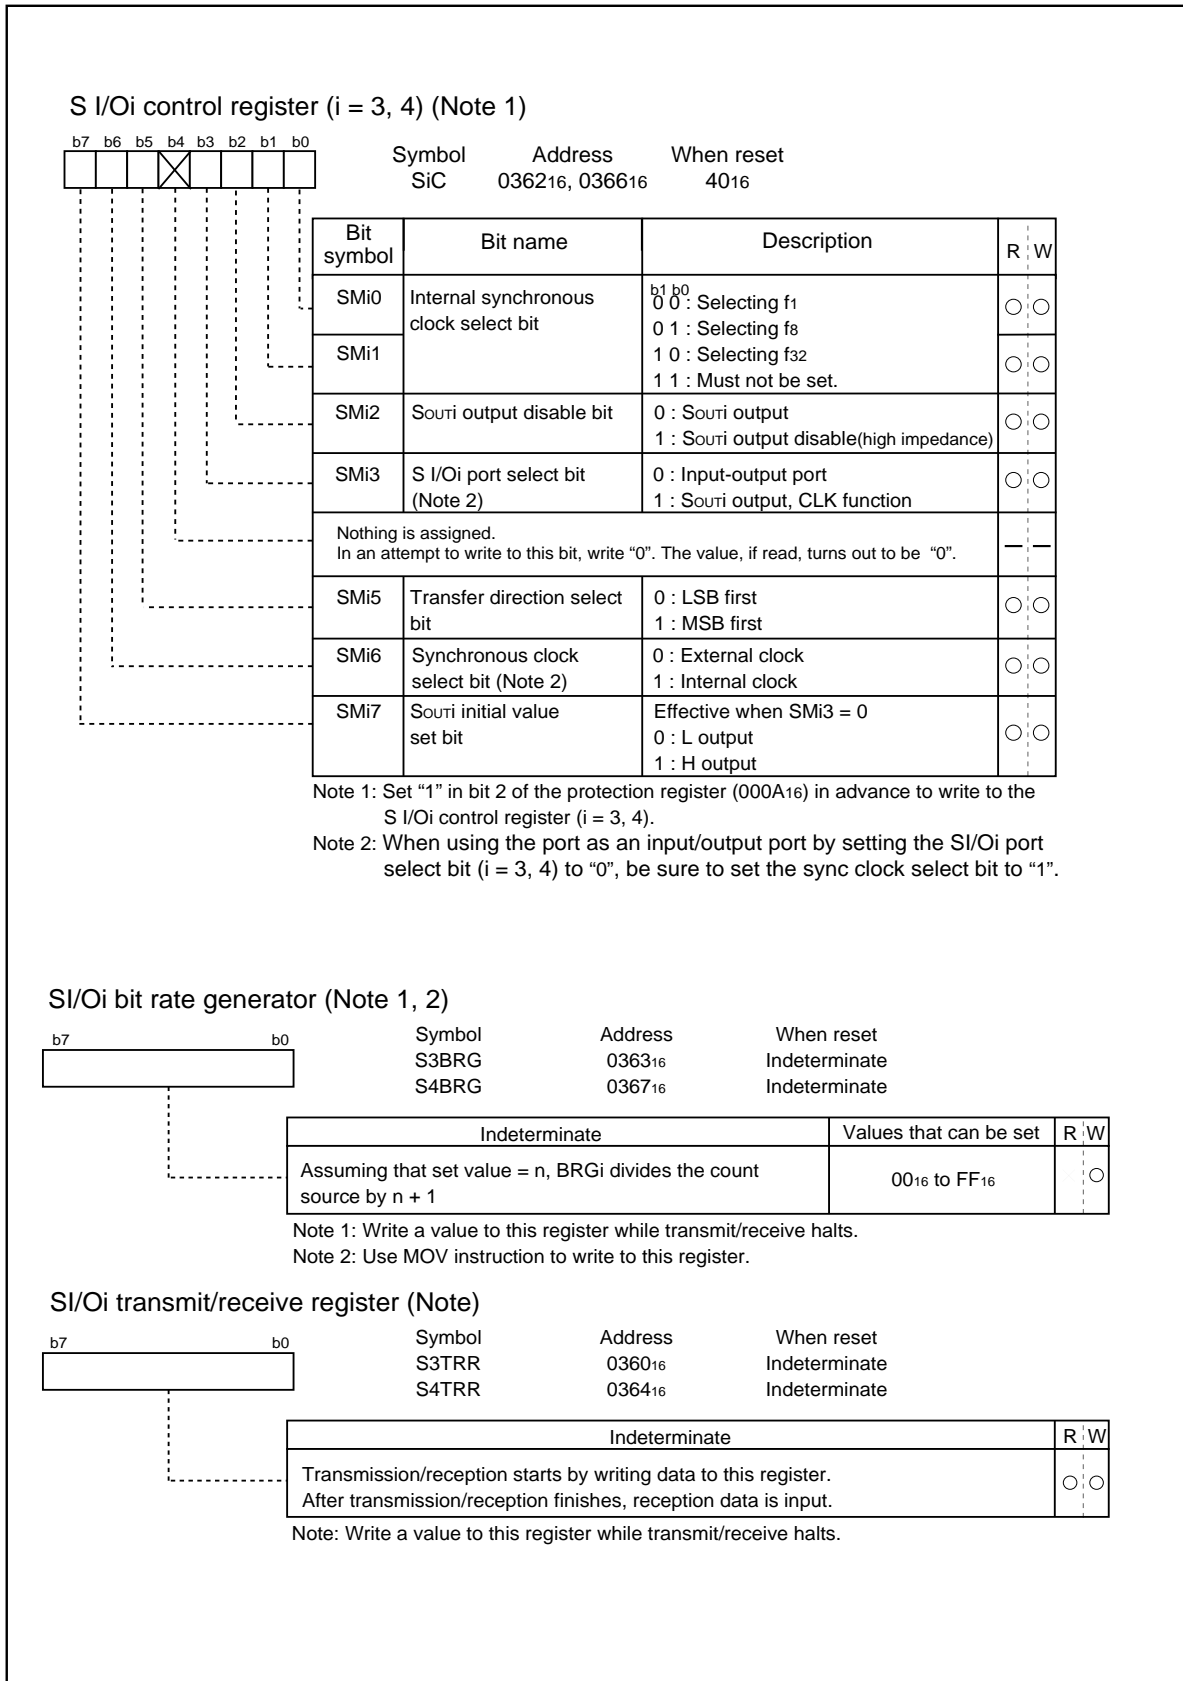 S I/Oi control register (i = 3, 4) (Note 1)
b7 b6 b5 b4 b3 b2 b1 b0
Symbol Address When reset
SiC 036216, 036616 4016
Bit symbol Bit name Description R W
SMi0 Internal synchronous clock select bit b1 b0
0 0 : Selecting f1
0 1 : Selecting f8
SMi1 1 0 : Selecting f32
1 1 : Must not be set.
SMi2 SOUTi output disable bit 0 : SOUTi output
1 : SOUTi output disable(high impedance)
SMi3 S I/Oi port select bit 0 : Input-output port
(Note 2) 1 : SOUTi output, CLK function
Nothing is assigned.
In an attempt to write to this bit, write “0”. The value, if read, turns out to be “0”.
SMi5 Transfer direction select 0 : LSB first
bit 1 : MSB first
SMi6 Synchronous clock 0 : External clock
select bit (Note 2) 1 : Internal clock
SMi7 SOUTi initial value Effective when SMi3 = 0
set bit 0 : L output
1 : H output
Note 1: Set “1” in bit 2 of the protection register (000A16) in advance to write to the
S I/Oi control register (i = 3, 4).
Note 2: When using the port as an input/output port by setting the SI/Oi port
select bit (i = 3, 4) to “0”, be sure to set the sync clock select bit to “1”.
SI/Oi bit rate generator (Note 1, 2)
b7 b0
Symbol Address When reset
S3BRG 036316 Indeterminate
S4BRG 036716 Indeterminate
Indeterminate Values that can be set R W
Assuming that set value = n, BRGi divides the count
source by n + 1 0016 to FF16
Note 1: Write a value to this register while transmit/receive halts.
Note 2: Use MOV instruction to write to this register.
SI/Oi transmit/receive register (Note)
b7 b0
Symbol Address When reset
S3TRR 036016 Indeterminate
S4TRR 036416 Indeterminate
Indeterminate R W
Transmission/reception starts by writing data to this register.
After transmission/reception finishes, reception data is input.
Note: Write a value to this register while transmit/receive halts.